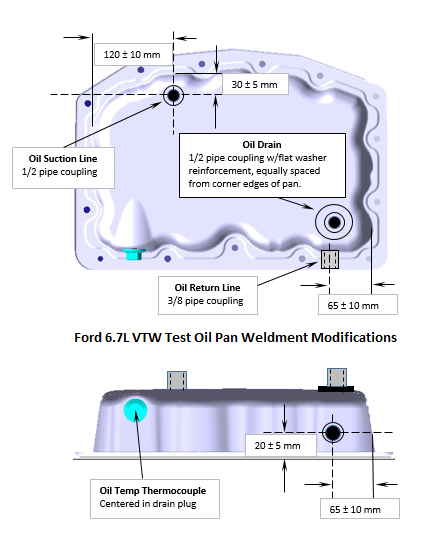 120 ± 10 mm
30 ± 5 mm
Oil Suction Line
1/2 pipe coupling
Oil Drain
1/2 pipe coupling w/flat washer
reinforcement, equally spaced
from corner edges of pan.
Oil Return Line
3/8 pipe coupling
65 ± 10 mm
Ford 6.7L VTW Test Oil Pan Weldment Modifications
20 ± 5 mm
Oil Temp Thermocouple
Centered in drain plug
65 ± 10 mm